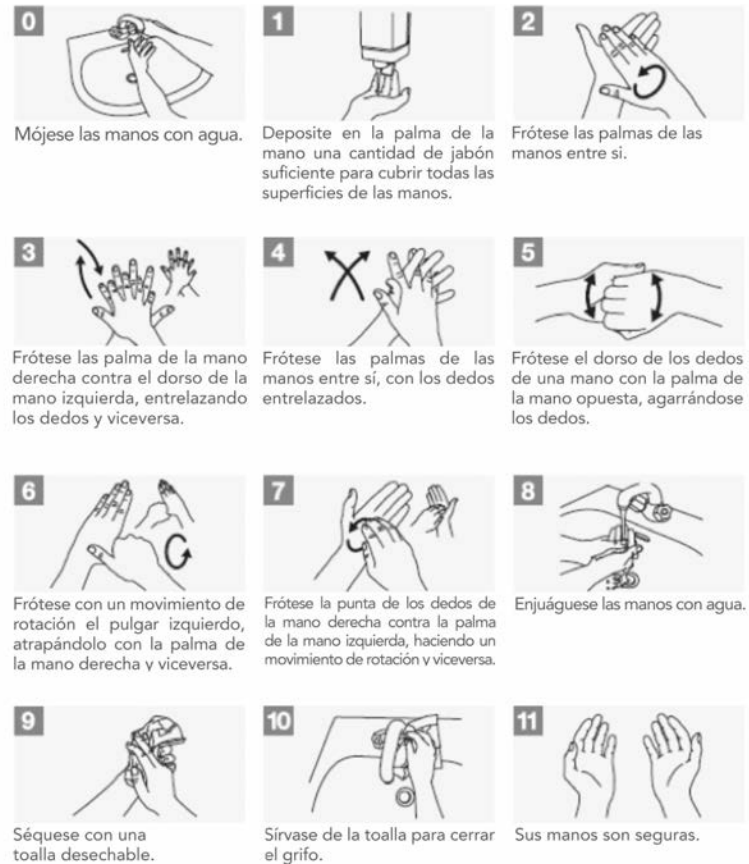 0
Mójese las manos con agua.
1
Deposite en la palma de la
mano una cantidad de jabón
suficiente para cubrir todas las
superficies de las manos.
2
Frótese las palmas de las
manos entre si.
3
Frótese las palma de la mano
derecha contra el dorso de la
mano izquierda, entrelazando
los dedos y viceversa.
4
Frótese las palmas de las
manos entre sí, con los dedos
entrelazados.
5
Frótese el dorso de los dedos
de una mano con la palma de
la mano opuesta, agarrándose
los dedos.
6
Frótese con un movimiento de
rotación el pulgar izquierdo,
atrapándolo con la palma de
la mano derecha y viceversa.
7
Frótese la punta de los dedos de
la mano derecha contra la palma
de la mano izquierda, haciendo un
movimiento de rotación y viceversa.
8
Enjuáguese las manos con agua.
9
Séquese con una
toalla desechable.
10
Sírvase de la toalla para cerrar
el grifo.
11
Sus manos son seguras.